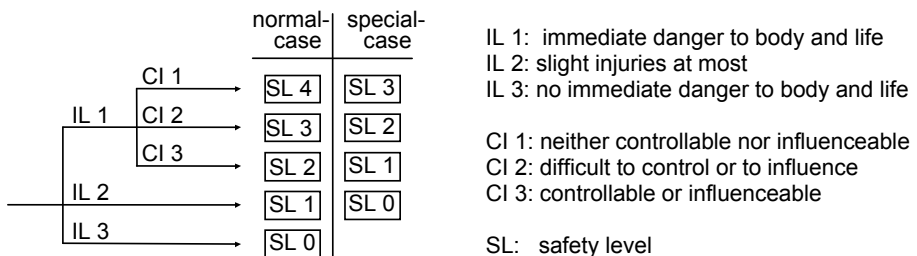 normal-case special-case
CI 1 SL 4 SL 3
IL 1 CI 2 SL 3 SL 2
CI 3 SL 2 SL 1
IL 2 SL 1 SL 0
IL 3 SL 0
IL 1: immediate danger to body and life
IL 2: slight injuries at most
IL 3: no immediate danger to body and life
CI 1: neither controllable nor influenceable
CI 2: difficult to control or to influence
CI 3: controllable or influenceable
SL: safety level